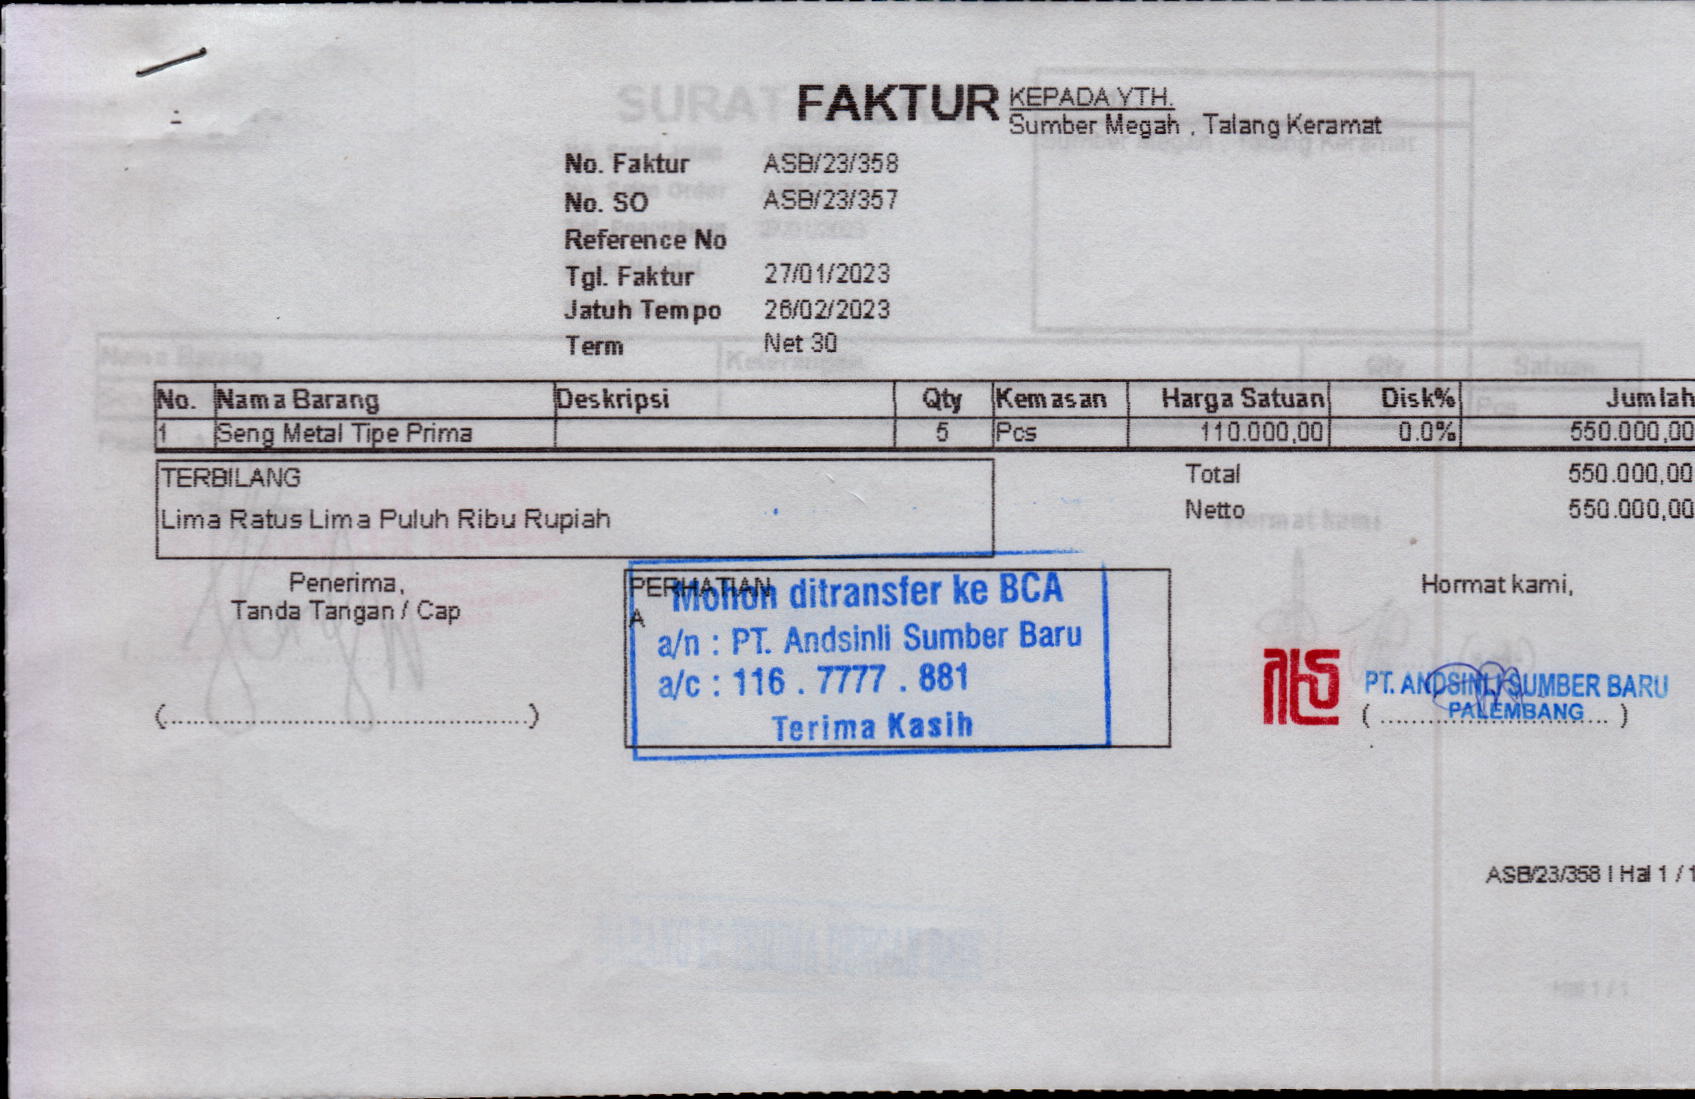 FAKTUR
KEPADA YTH.
Sumber Megah , Talang Keramat
No. Faktur ASB/23/358
No. SO ASB/23/357
Reference No
Tgl. Faktur 27/01/2023
Jatuh Tempo 26/02/2023
Term Net 30
No. Nama Barang Deskripsi Qty Kemasan Harga Satuan Disk% Jumlah
1 Seng Metal Tipe Prima 5 Pcs 110.000,00 0.0% 550.000,00
TERBILANG
Lima Ratus Lima Puluh Ribu Rupiah
Total 550.000,00
Netto 550.000,00
Penerima,
Tanda Tangan / Cap
(...............................................)
PERHATIAN
A
Mohon ditransfer ke BCA
a/n : PT. Andsinli Sumber Baru
a/c : 116 . 7777 . 881
Terima Kasih
Hormat kami,
PT. ANDSINLI SUMBER BARU
PALEMBANG
( ................................ )
ASB/23/358 | Hal 1 / 1